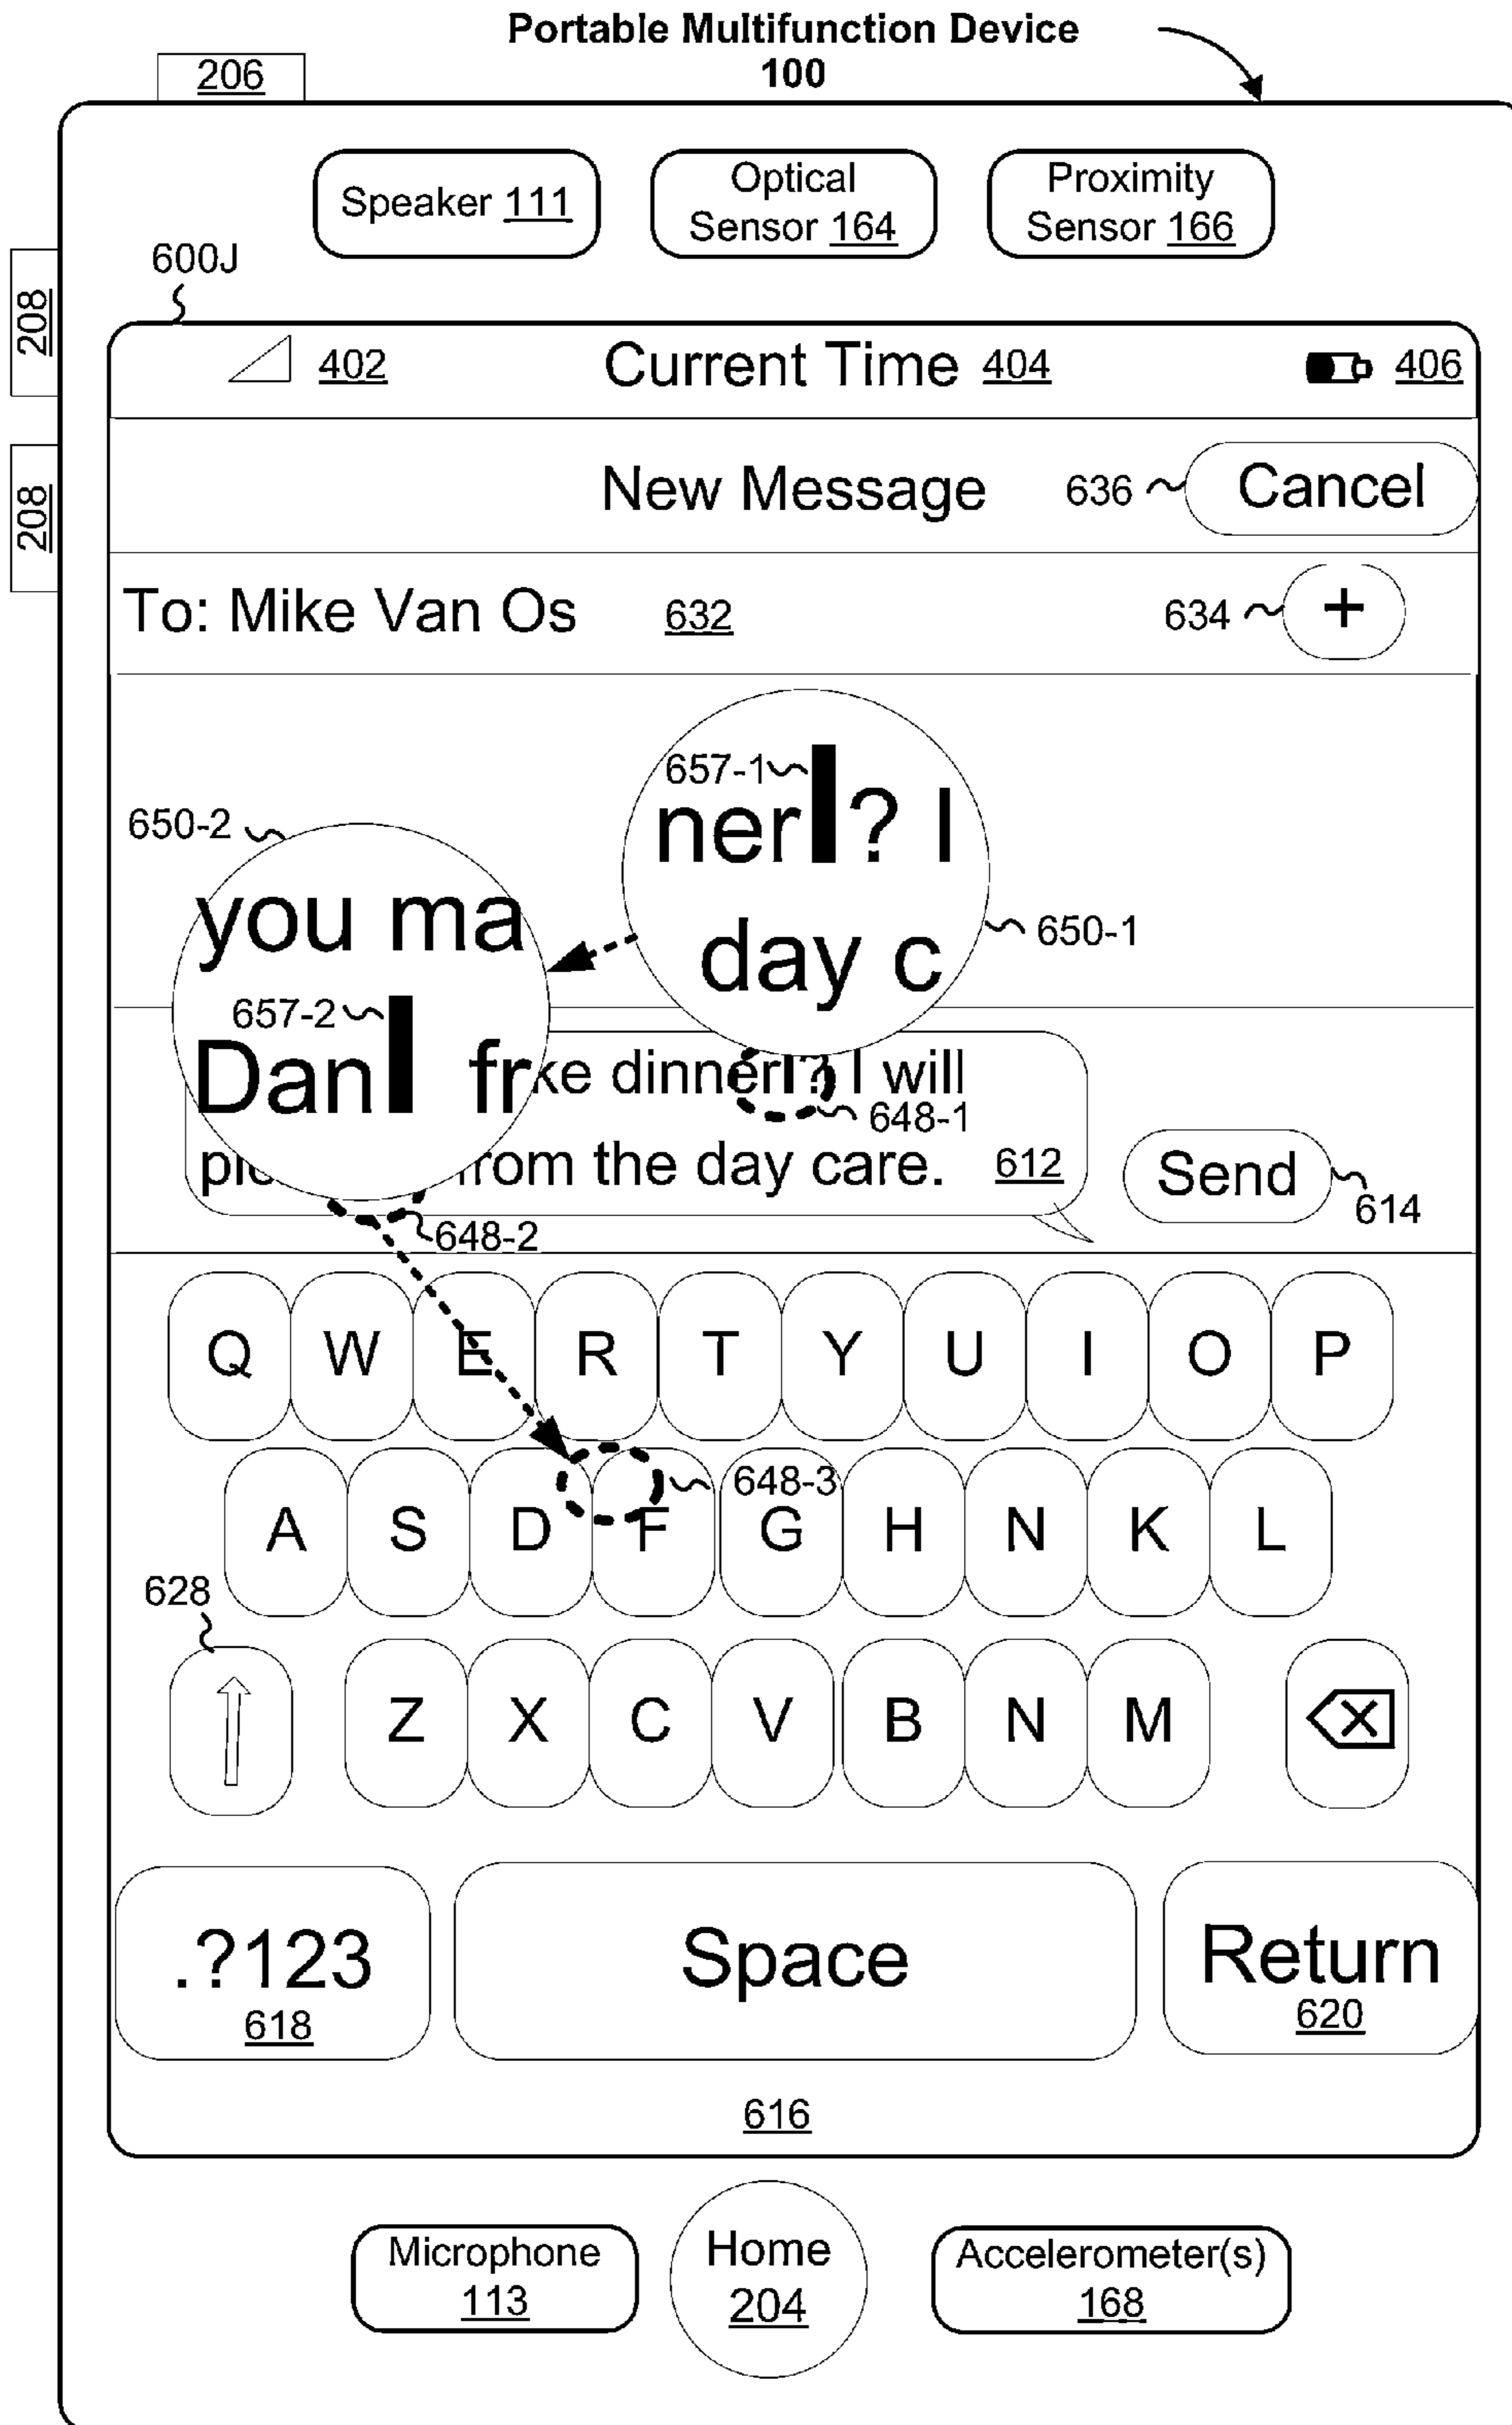 Portable Multifunction Device
100
206
Speaker 111
Optical
Sensor 164
Proximity
Sensor 166
600J
208
208
402 Current Time 404 406
New Message 636 Cancel
To: Mike Van Os 632 634 +
657-1
ner ? I
day c
650-1
650-2
you ma
657-2
Dan fr
ke dinner ? I will
648-1
from the day care. 612
Send
614
648-2
Q W E R T Y U I O P
648-3
A S D F G H N K L
628
Z X C V B N M
.?123
618
Space
Return
620
616
Microphone
113
Home
204
Accelerometer(s)
168